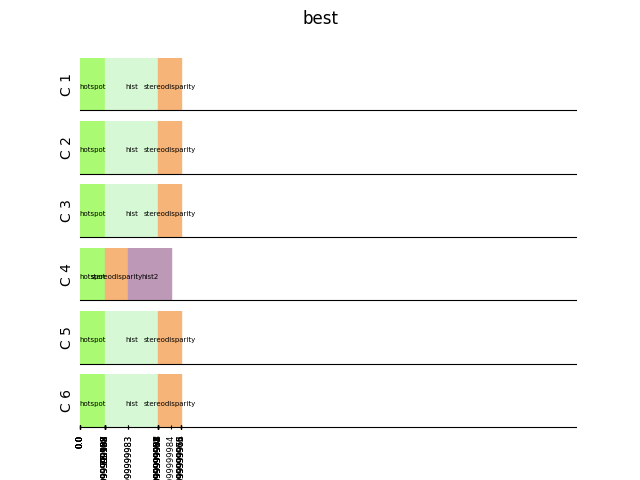 best
C 1
hotspot hist stereodisparity
C 2
hotspot hist stereodisparity
C 3
hotspot hist stereodisparity
C 4
hotspot stereodisparity hist2
C 5
hotspot hist stereodisparity
C 6
hotspot hist stereodisparity
0.0